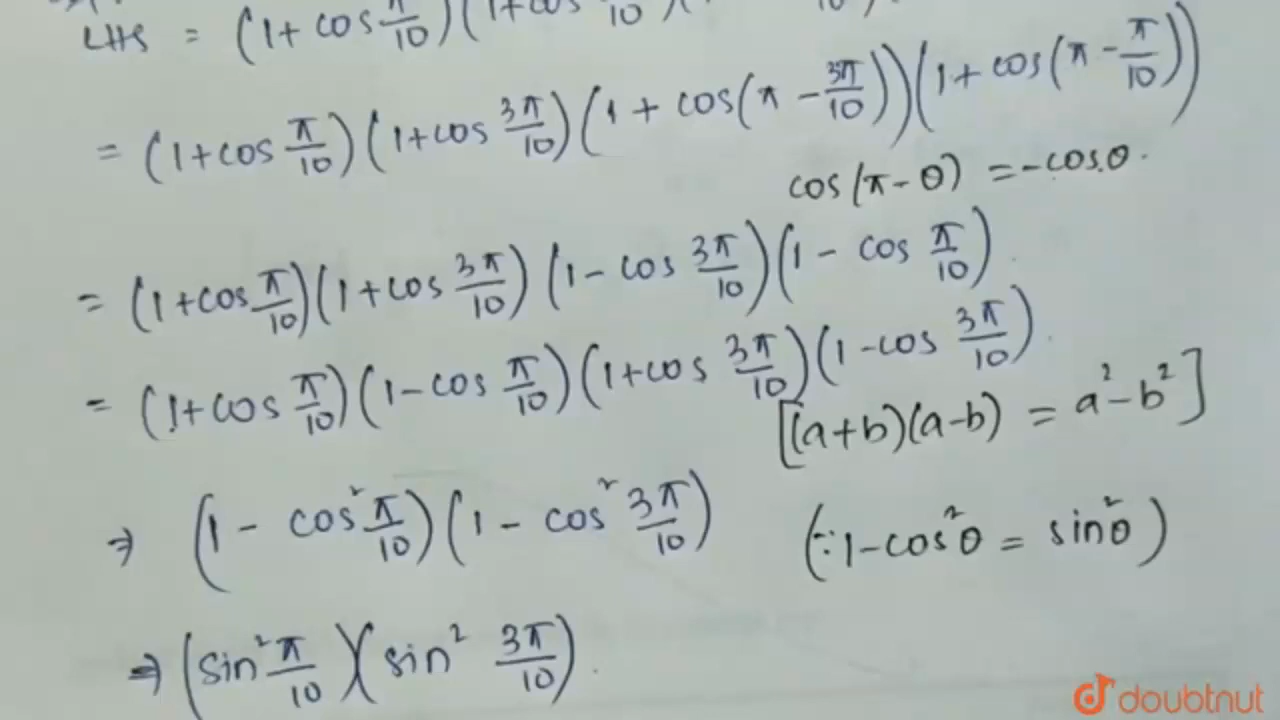 LHS = (1+cos π/10)(1+cos
= (1+cos π/10)(1+cos 3π/10)(1+cos(π-3π/10))(1+cos(π-π/10))
cos(π-θ) = -cosθ.
= (1+cos π/10)(1+cos 3π/10)(1-cos 3π/10)(1-cos π/10)
= (1+cos π/10)(1-cos π/10)(1+cos 3π/10)(1-cos 3π/10).
[(a+b)(a-b) = a²-b²]
⇒ (1-cos² π/10)(1-cos² 3π/10)
(∵1-cos²θ = sin²θ)
⇒ (sin² π/10)(sin² 3π/10).
doubtnut